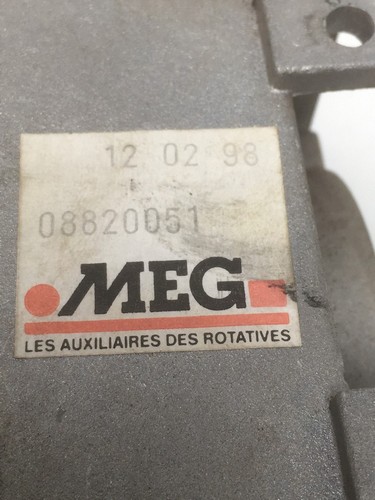 12 02 98
08820051
MEG
LES AUXILIAIRES DES ROTATIVES